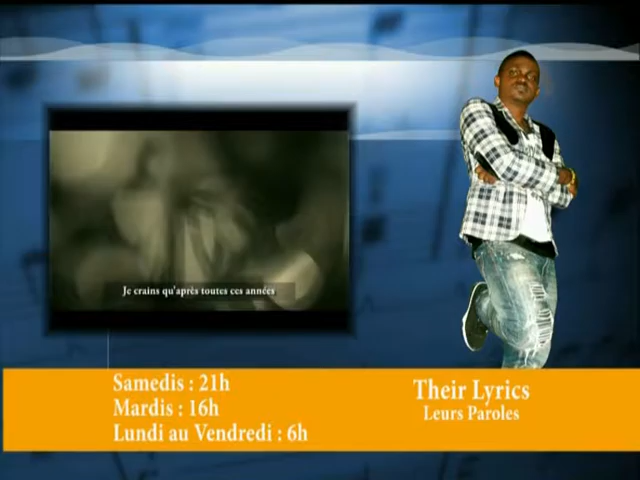 Je crains qu'après toutes ces années
Samedis : 21h
Mardis : 16h
Lundi au Vendredi : 6h
Their Lyrics
Leurs Paroles